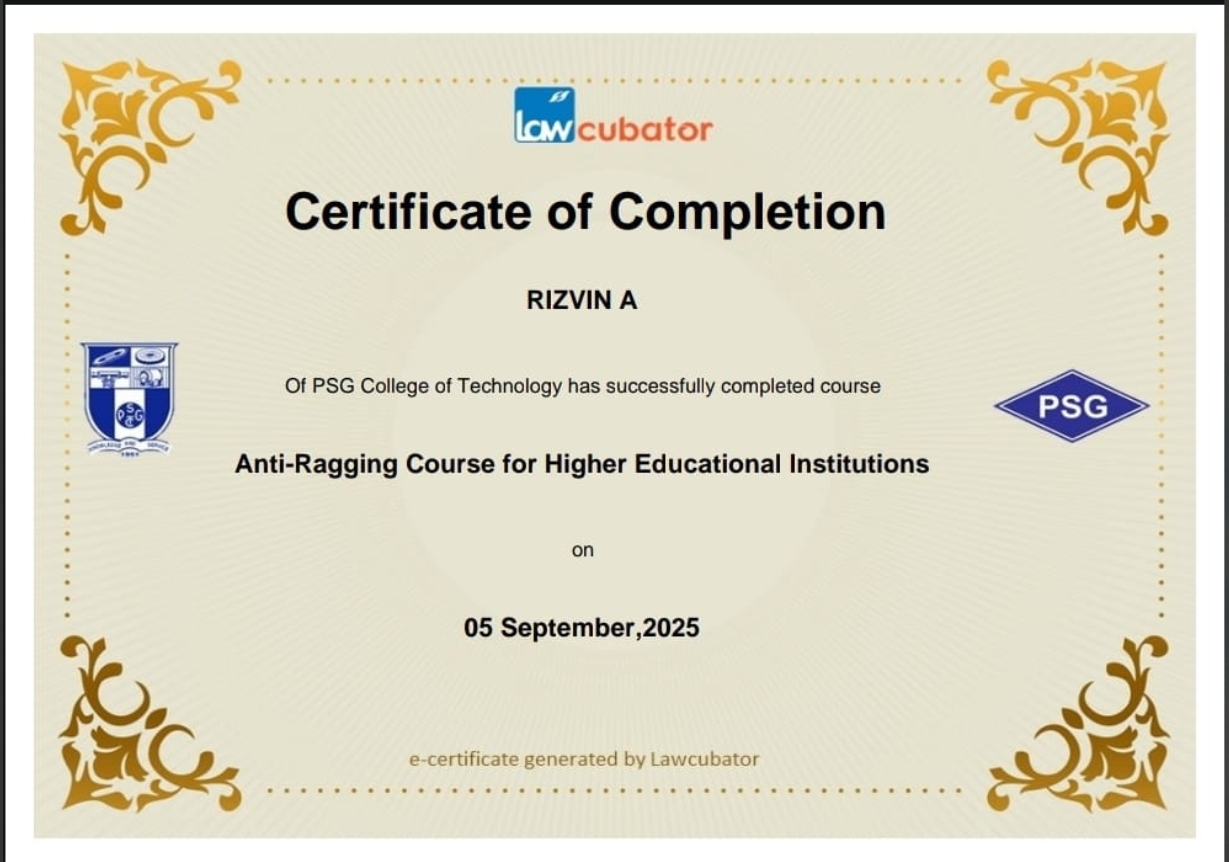 Lawcubator
Certificate of Completion
RIZVIN A
Of PSG College of Technology has successfully completed course
PSG
Anti-Ragging Course for Higher Educational Institutions
on
05 September,2025
e-certificate generated by Lawcubator